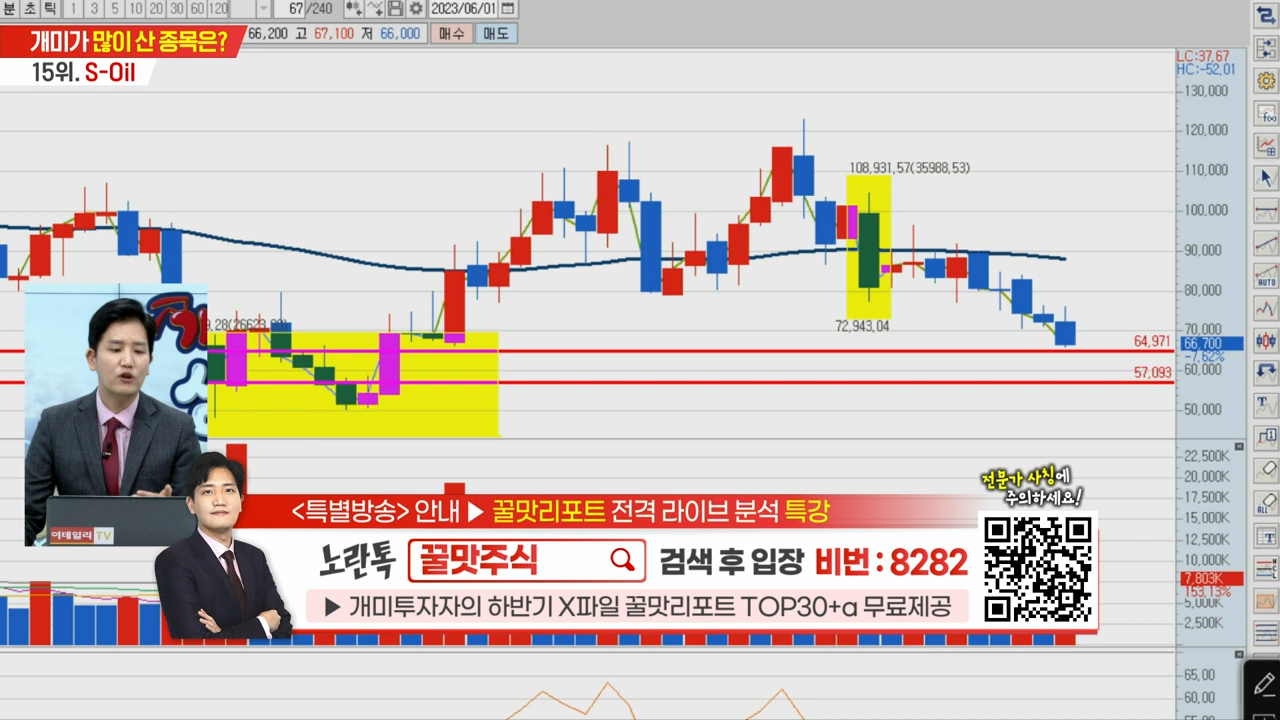 분 초 틱 1 3 5 10 20 30 60 120 67 /240 2023/06/01
66,200 고 67,100 저 66,000 매수 매도
개미가 많이 산 종목은?
15위. S-Oil
LC:37,67
HC:-52,01
130,000
120,000
110,000
100,000
90,000
80,000
70,000
66,700
-7,62%
60,000
50,000
108,931,57(35988,53)
72,943,04
64,971
57,093
22,500K
20,000K
17,500K
15,000K
12,500K
10,000K
7,803K
153,13%
5,000K
2,500K
65,00
60,00
AUTO
ALL
이데일리 TV
전문가 사칭에
주의하세요!
<특별방송> 안내 ▶ 꿀맛리포트 전격 라이브 분석 특강
노란톡 꿀맛주식 검색 후 입장 비번 : 8282
▶ 개미투자자의 하반기 X파일 꿀맛리포트 TOP30+a 무료제공